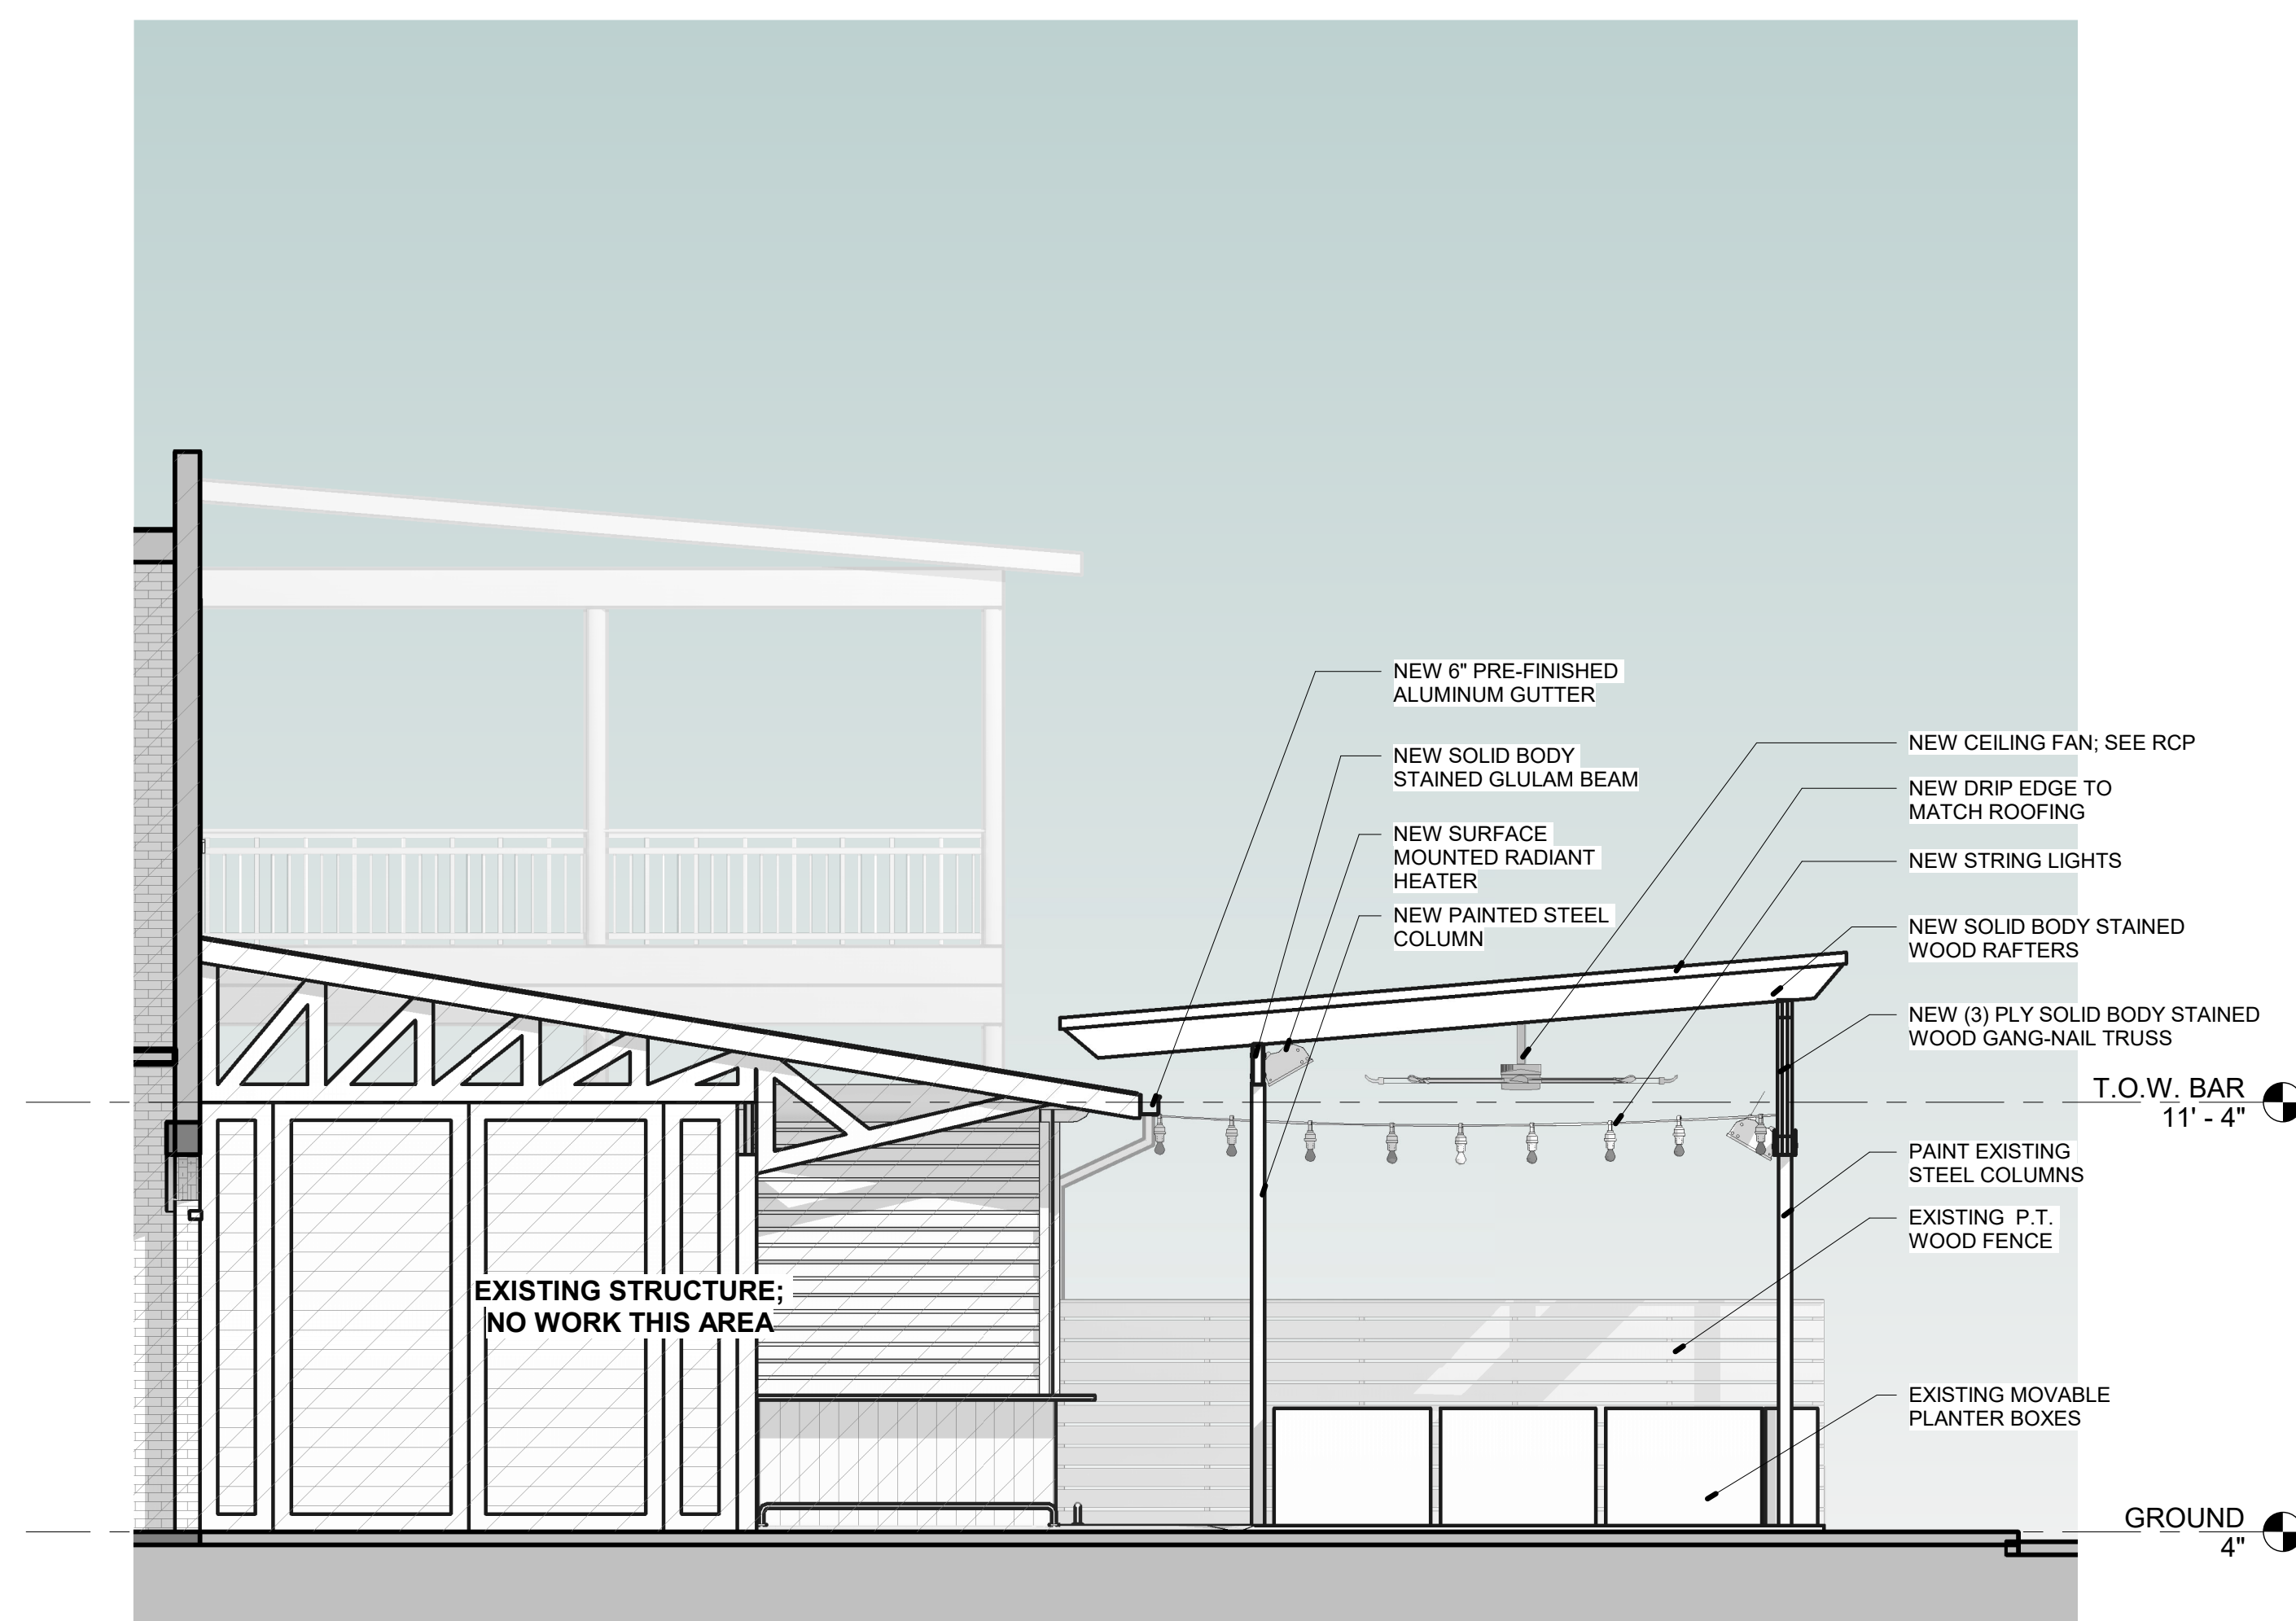 NEW 6" PRE-FINISHED
ALUMINUM GUTTER
NEW SOLID BODY
STAINED GLULAM BEAM
NEW SURFACE
MOUNTED RADIANT
HEATER
NEW PAINTED STEEL
COLUMN
NEW CEILING FAN; SEE RCP
NEW DRIP EDGE TO
MATCH ROOFING
NEW STRING LIGHTS
NEW SOLID BODY STAINED
WOOD RAFTERS
NEW (3) PLY SOLID BODY STAINED
WOOD GANG-NAIL TRUSS
T.O.W. BAR
11' - 4"
PAINT EXISTING
STEEL COLUMNS
EXISTING P.T.
WOOD FENCE
EXISTING STRUCTURE;
NO WORK THIS AREA
EXISTING MOVABLE
PLANTER BOXES
GROUND
4"